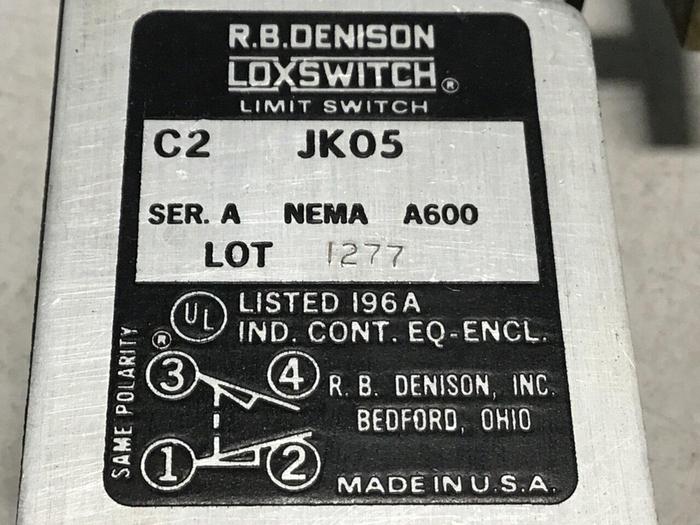 R.B.DENISON
LOXSWITCH®
LIMIT SWITCH
C2 JK05
SER. A NEMA A600
LOT 1277
UL ® LISTED 196A
IND. CONT. EQ-ENCL.
SAME POLARITY
3 4
R. B. DENISON, INC.
BEDFORD, OHIO
1 2
MADE IN U.S.A.